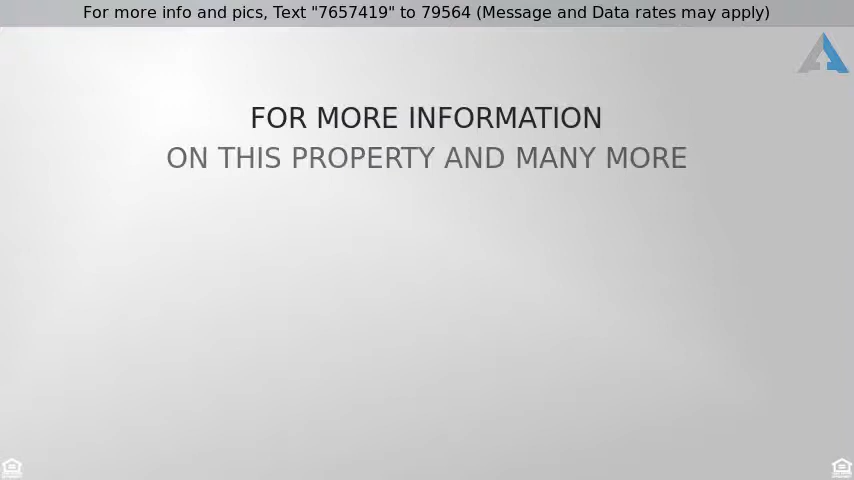 For more info and pics, Text "7657419" to 79564 (Message and Data rates may apply)
FOR MORE INFORMATION
ON THIS PROPERTY AND MANY MORE